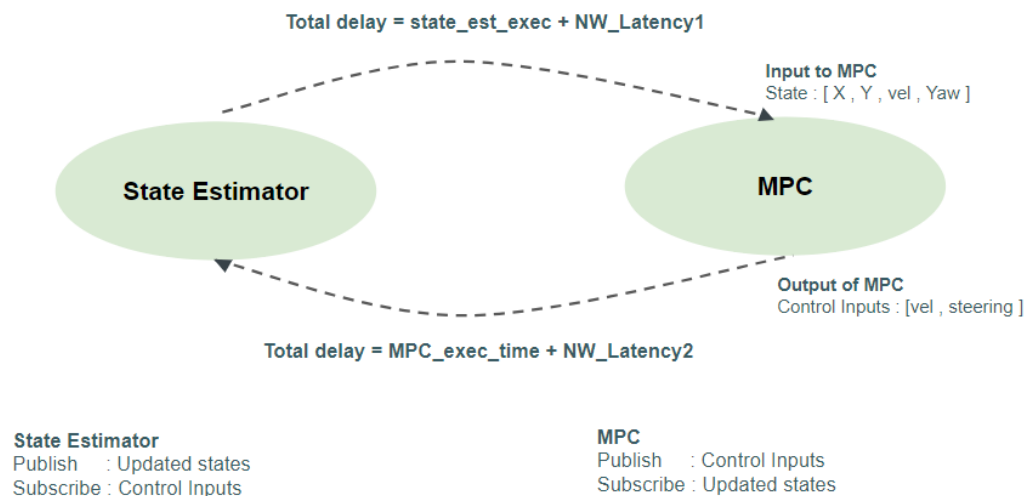 Total delay = state_est_exec + NW_Latency1
Input to MPC
State : [ X , Y , vel , Yaw ]
State Estimator
MPC
Output of MPC
Control Inputs : [vel , steering ]
Total delay = MPC_exec_time + NW_Latency2
State Estimator
Publish : Updated states
Subscribe : Control Inputs
MPC
Publish : Control Inputs
Subscribe : Updated states